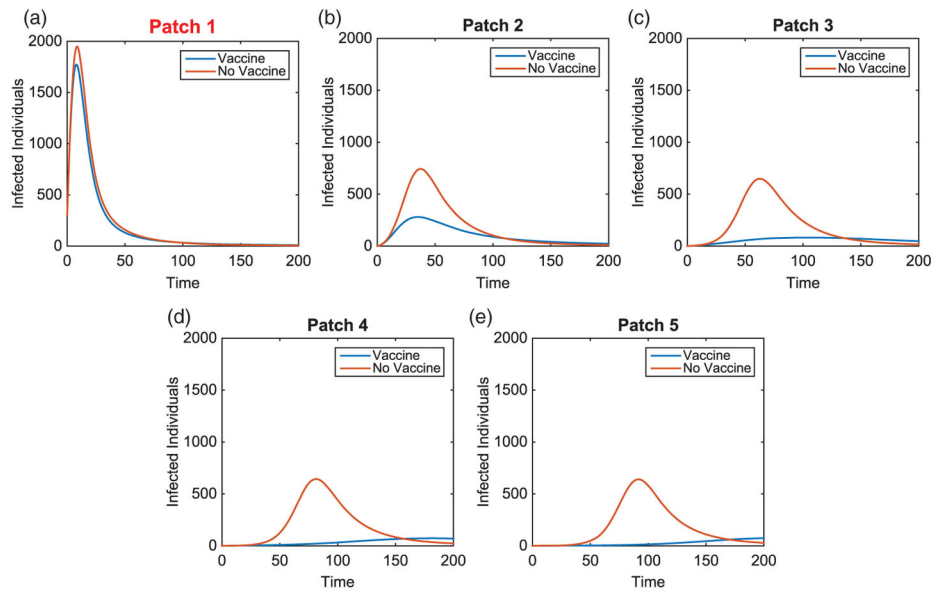 (a)
Patch 1
Infected Individuals
2000
1500
1000
500
0
Vaccine
No Vaccine
0 50 100 150 200
Time
(b)
Patch 2
Infected Individuals
2000
1500
1000
500
0
Vaccine
No Vaccine
0 50 100 150 200
Time
(c)
Patch 3
Infected Individuals
2000
1500
1000
500
0
Vaccine
No Vaccine
0 50 100 150 200
Time
(d)
Patch 4
Infected Individuals
2000
1500
1000
500
0
Vaccine
No Vaccine
0 50 100 150 200
Time
(e)
Patch 5
Infected Individuals
2000
1500
1000
500
0
Vaccine
No Vaccine
0 50 100 150 200
Time